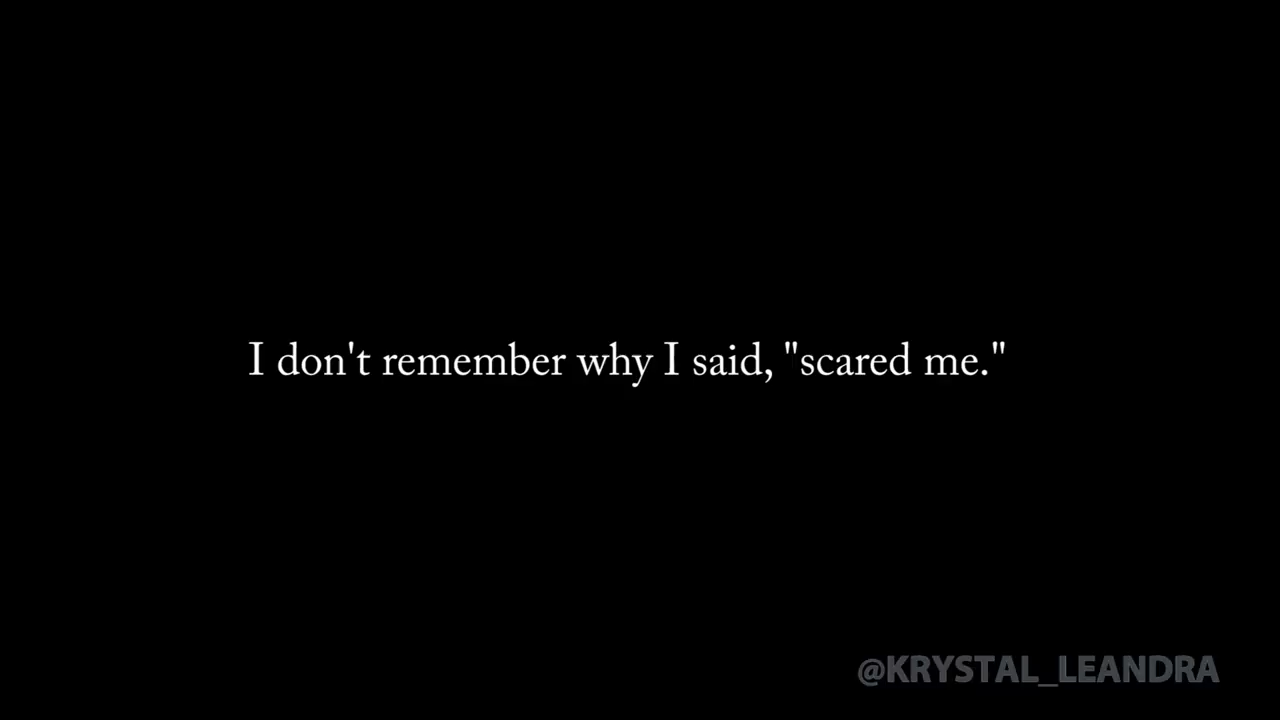 I don't remember why I said, "scared me."
@KRYSTAL_LEANDRA